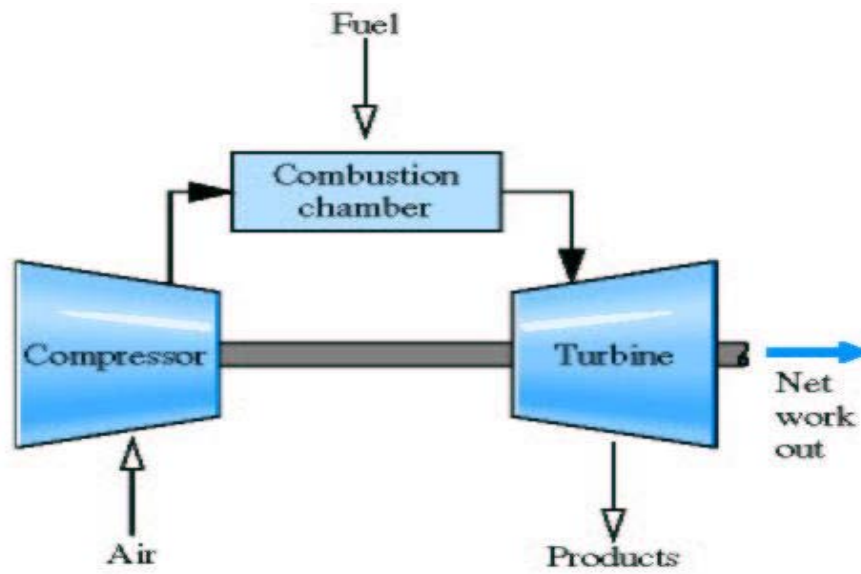 Fuel
Combustion
chamber
Compressor
Turbine
Net
work
out
Air
Products